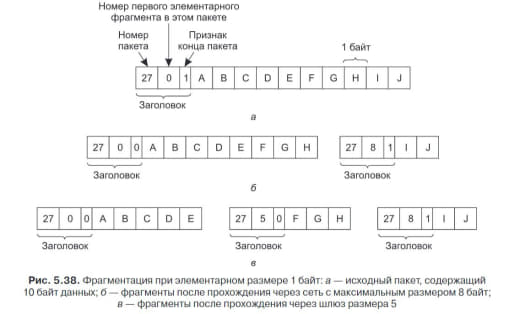 Номер первого элементарного
фрагмента в этом пакете
Номер пакета
Признак конца пакета
1 байт
27 0 1 A B C D E F G H I J
Заголовок
а
27 0 0 A B C D E F G H
27 8 1 I J
Заголовок
Заголовок
б
27 0 0 A B C D E
27 5 0 F G H
27 8 1 I J
Заголовок
Заголовок
Заголовок
в
Рис. 5.38. Фрагментация при элементарном размере 1 байт: а — исходный пакет, содержащий
10 байт данных; б — фрагменты после прохождения через сеть с максимальным размером 8 байт;
в — фрагменты после прохождения через шлюз размера 5